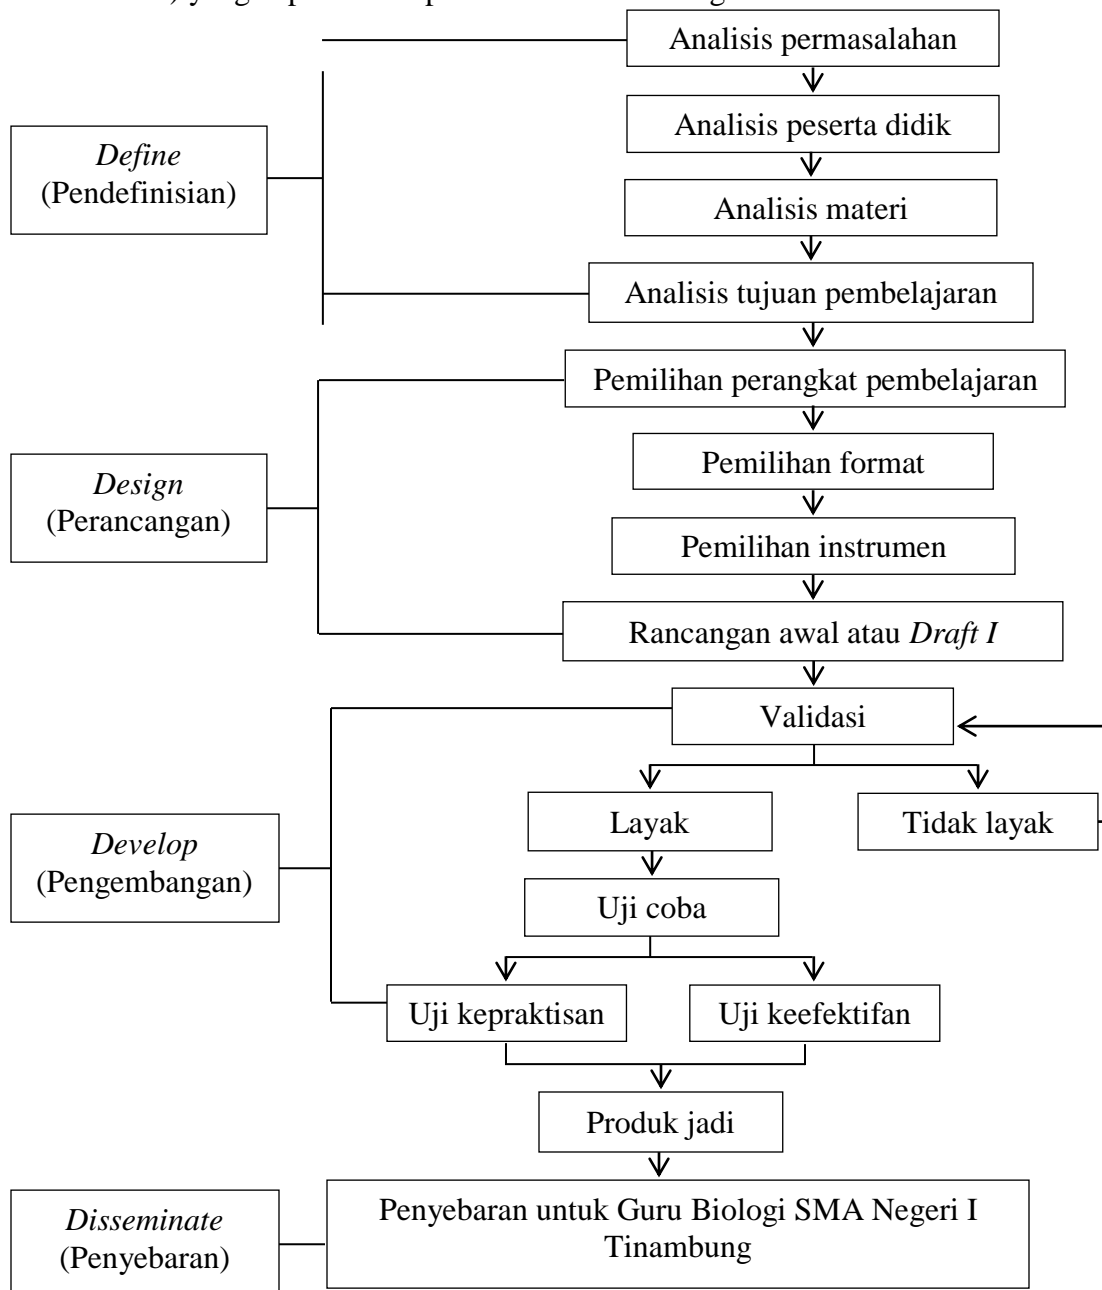 Analisis permasalahan
Analisis peserta didik
Define
(Pendefinisian)
Analisis materi
Analisis tujuan pembelajaran
Pemilihan perangkat pembelajaran
Pemilihan format
Design
(Perancangan)
Pemilihan instrumen
Rancangan awal atau Draft I
Validasi
Layak
Tidak layak
Develop
(Pengembangan)
Uji coba
Uji kepraktisan
Uji keefektifan
Produk jadi
Disseminate
(Penyebaran)
Penyebaran untuk Guru Biologi SMA Negeri I
Tinambung